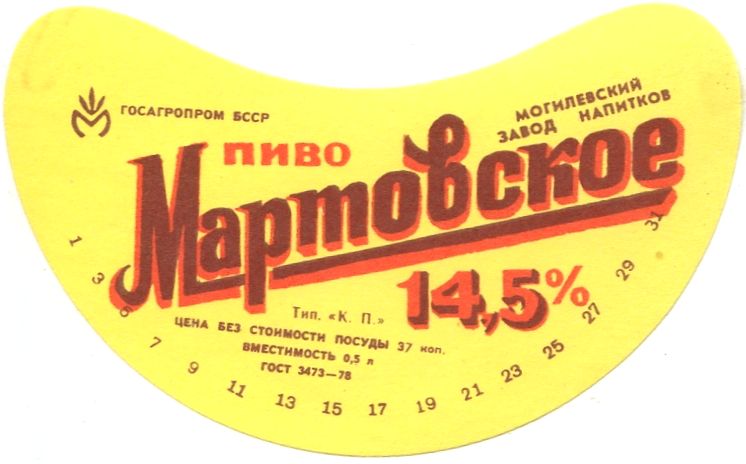 ГОСАГРОПРОМ БССР
МОГИЛЕВСКИЙ
ЗАВОД НАПИТКОВ
ПИВО
Мартовское
14,5%
Тип. «К. П.»
ЦЕНА БЕЗ СТОИМОСТИ ПОСУДЫ 37 коп.
ВМЕСТИМОСТЬ 0,5 л
ГОСТ 3473—78
1 3 6 7 9 11 13 15 17 19 21 23 25 27 29 31